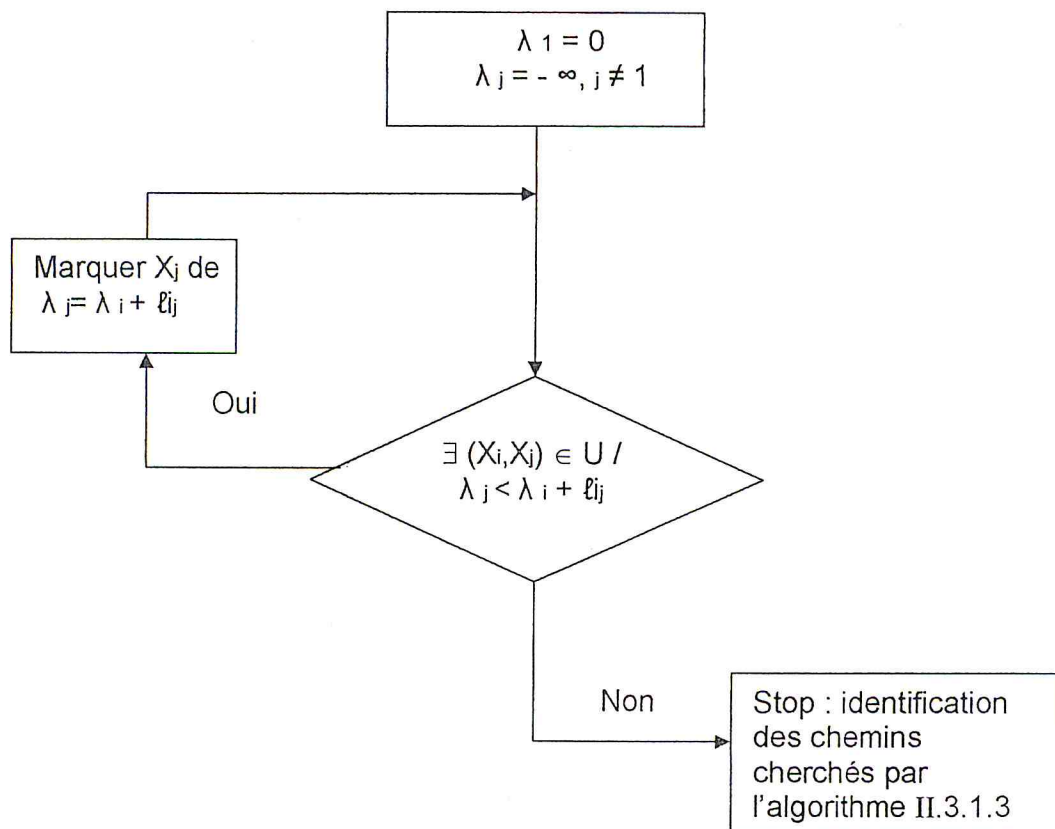 λ 1 = 0
λ j = - ∞, j ≠ 1
Marquer Xj de
λ j= λ i + ℓij
Oui
∃ (Xi,Xj) ∈ U /
λ j < λ i + ℓij
Non
Stop : identification
des chemins
cherchés par
l'algorithme II.3.1.3